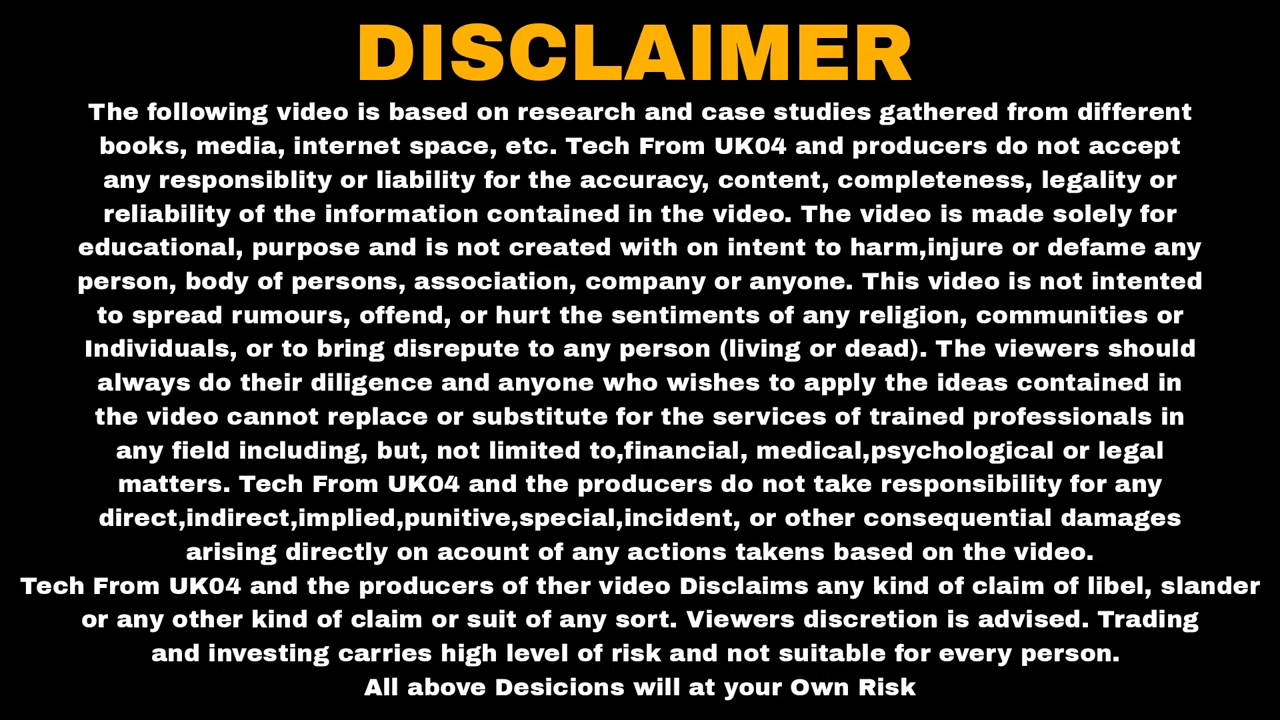 DISCLAIMER
The following video is based on research and case studies gathered from different
books, media, internet space, etc. Tech From UK04 and producers do not accept
any responsiblity or liability for the accuracy, content, completeness, legality or
reliability of the information contained in the video. The video is made solely for
educational, purpose and is not created with on intent to harm,injure or defame any
person, body of persons, association, company or anyone. This video is not intented
to spread rumours, offend, or hurt the sentiments of any religion, communities or
Individuals, or to bring disrepute to any person (living or dead). The viewers should
always do their diligence and anyone who wishes to apply the ideas contained in
the video cannot replace or substitute for the services of trained professionals in
any field including, but, not limited to,financial, medical,psychological or legal
matters. Tech From UK04 and the producers do not take responsibility for any
direct,indirect,implied,punitive,special,incident, or other consequential damages
arising directly on acount of any actions takens based on the video.
Tech From UK04 and the producers of ther video Disclaims any kind of claim of libel, slander
or any other kind of claim or suit of any sort. Viewers discretion is advised. Trading
and investing carries high level of risk and not suitable for every person.
All above Desicions will at your Own Risk